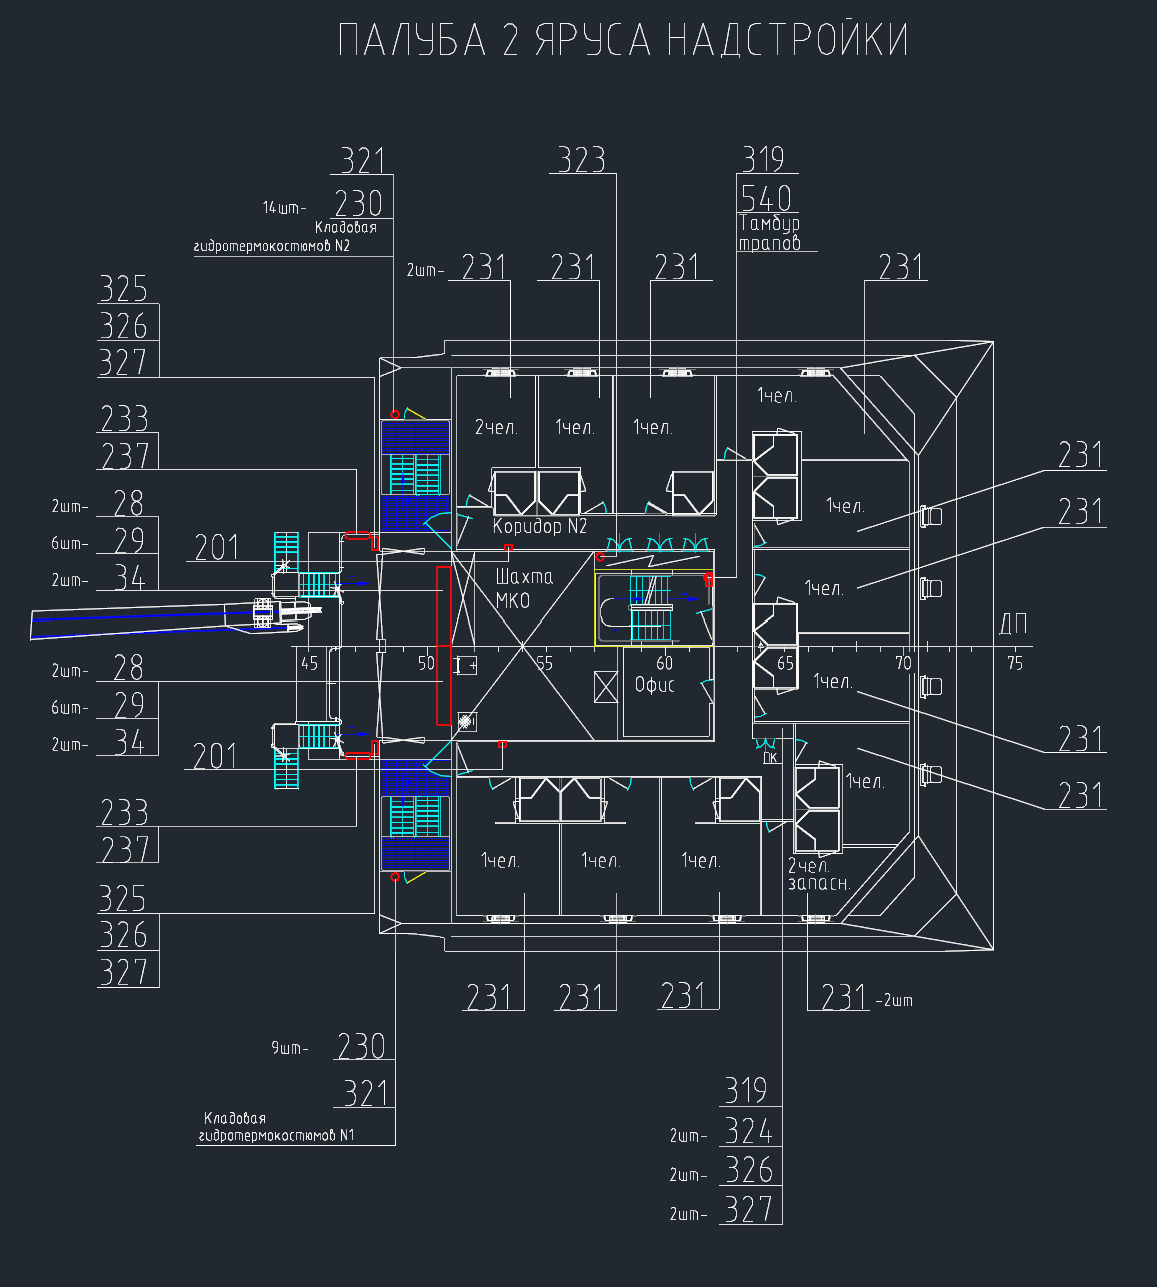 ПАЛУБА 2 ЯРУСА НАДСТРОЙКИ
321
14шт- 230
Кладовая
гидротермокостюмов N2
323
319
540
Тамбур
трапов
2шт- 231
231
231
231
325
326
327
233
237
2шт- 28
6шт- 29
2шт- 34
201
2чел.
1чел.
1чел.
1чел.
231
1чел.
231
Коридор N2
Шахта
МКО
1чел.
ДП
45
50
55
60
65
70
75
Офис
1чел.
2шт- 28
6шт- 29
2шт- 34
201
231
ПК
1чел.
231
233
237
1чел.
1чел.
1чел.
2чел.
запасн.
325
326
327
231
231
231
231 -2шт
9шт- 230
321
Кладовая
гидротермокостюмов N1
319
2шт- 324
2шт- 326
2шт- 327